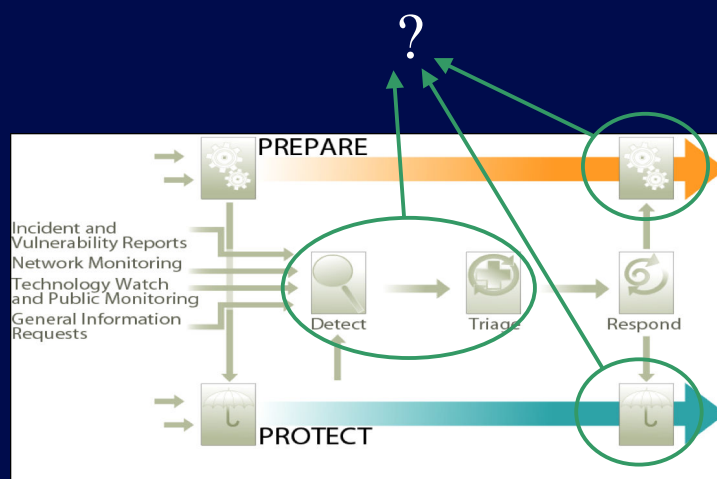 ?
PREPARE
Incident and
Vulnerability Reports
Network Monitoring
Technology Watch
and Public Monitoring
General Information
Requests
Detect
Triage
Respond
PROTECT